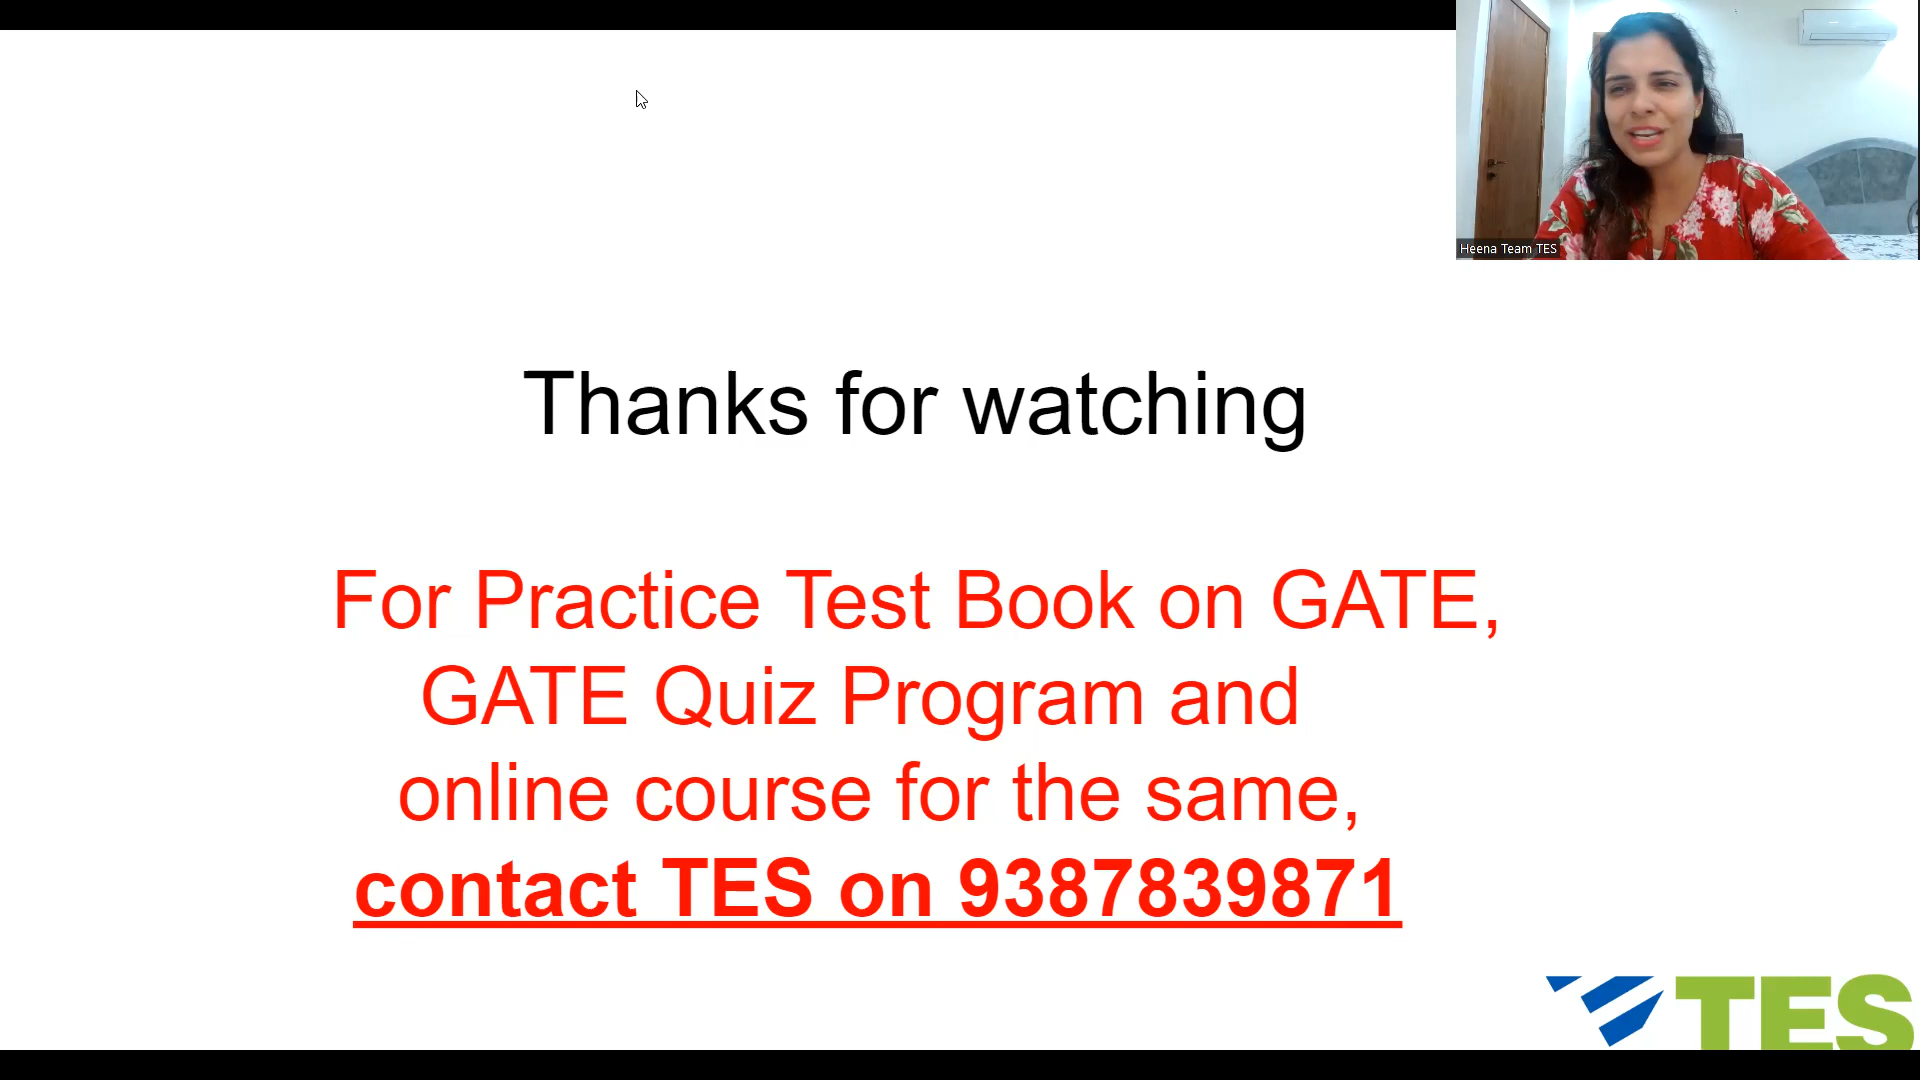 Heena Team TES
Thanks for watching
For Practice Test Book on GATE,
GATE Quiz Program and
online course for the same,
contact TES on 9387839871
TES